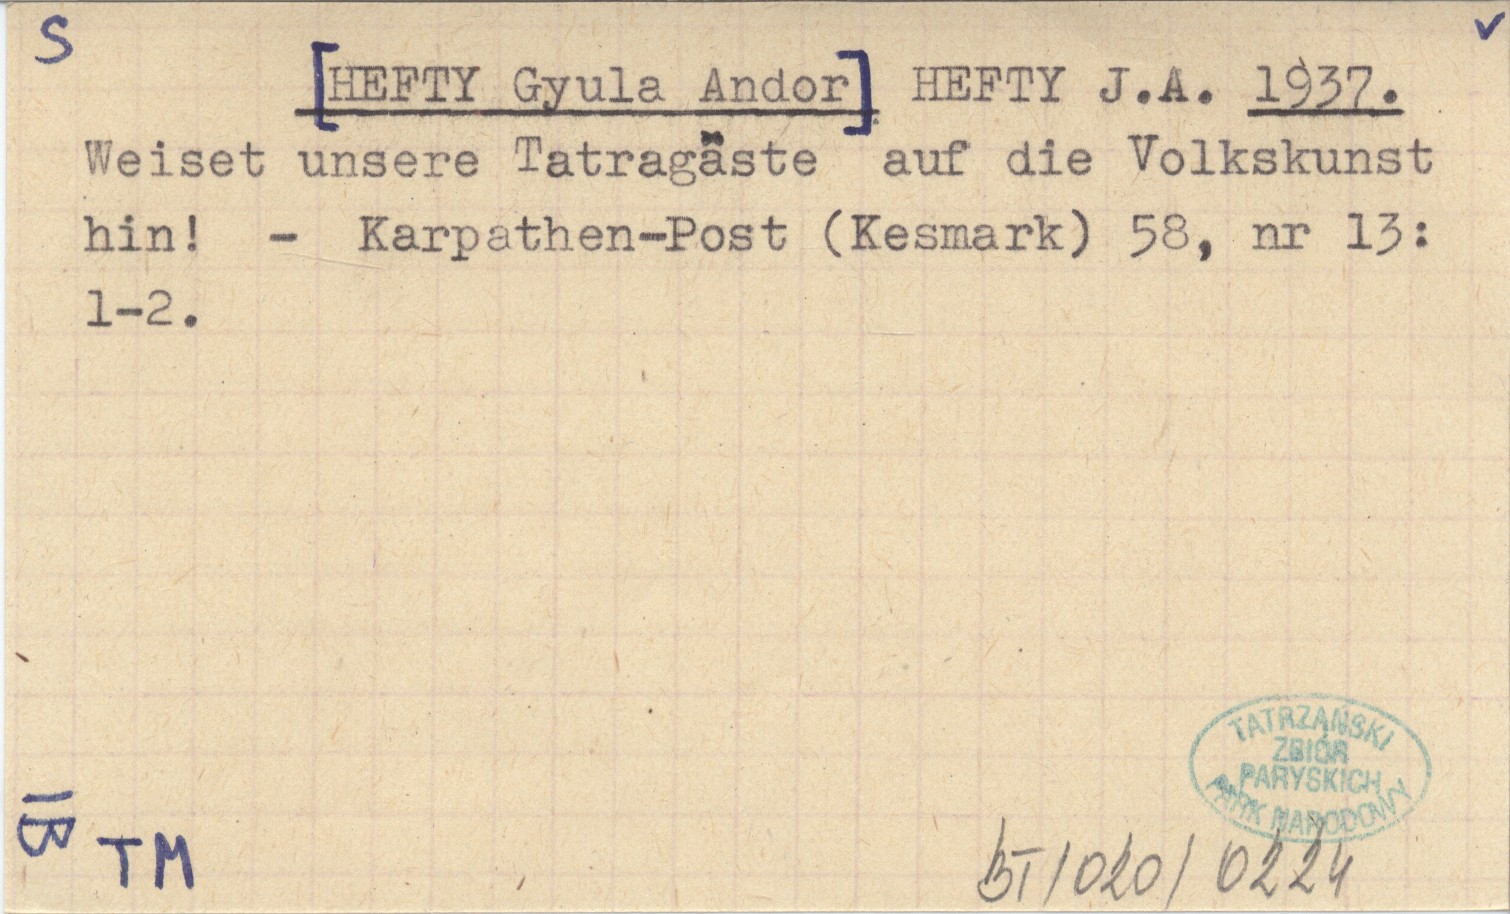 S
✓
[HEFTY Gyula Andor] HEFTY J.A. 1937.
Weiset unsere Tatragäste auf die Volkskunst
hin! - Karpathen-Post (Kesmark) 58, nr 13:
1-2.
TATRZAŃSKI
ZBIÓR
PARYSKICH
PARK NARODOWY
B
TM
BT/020/0224